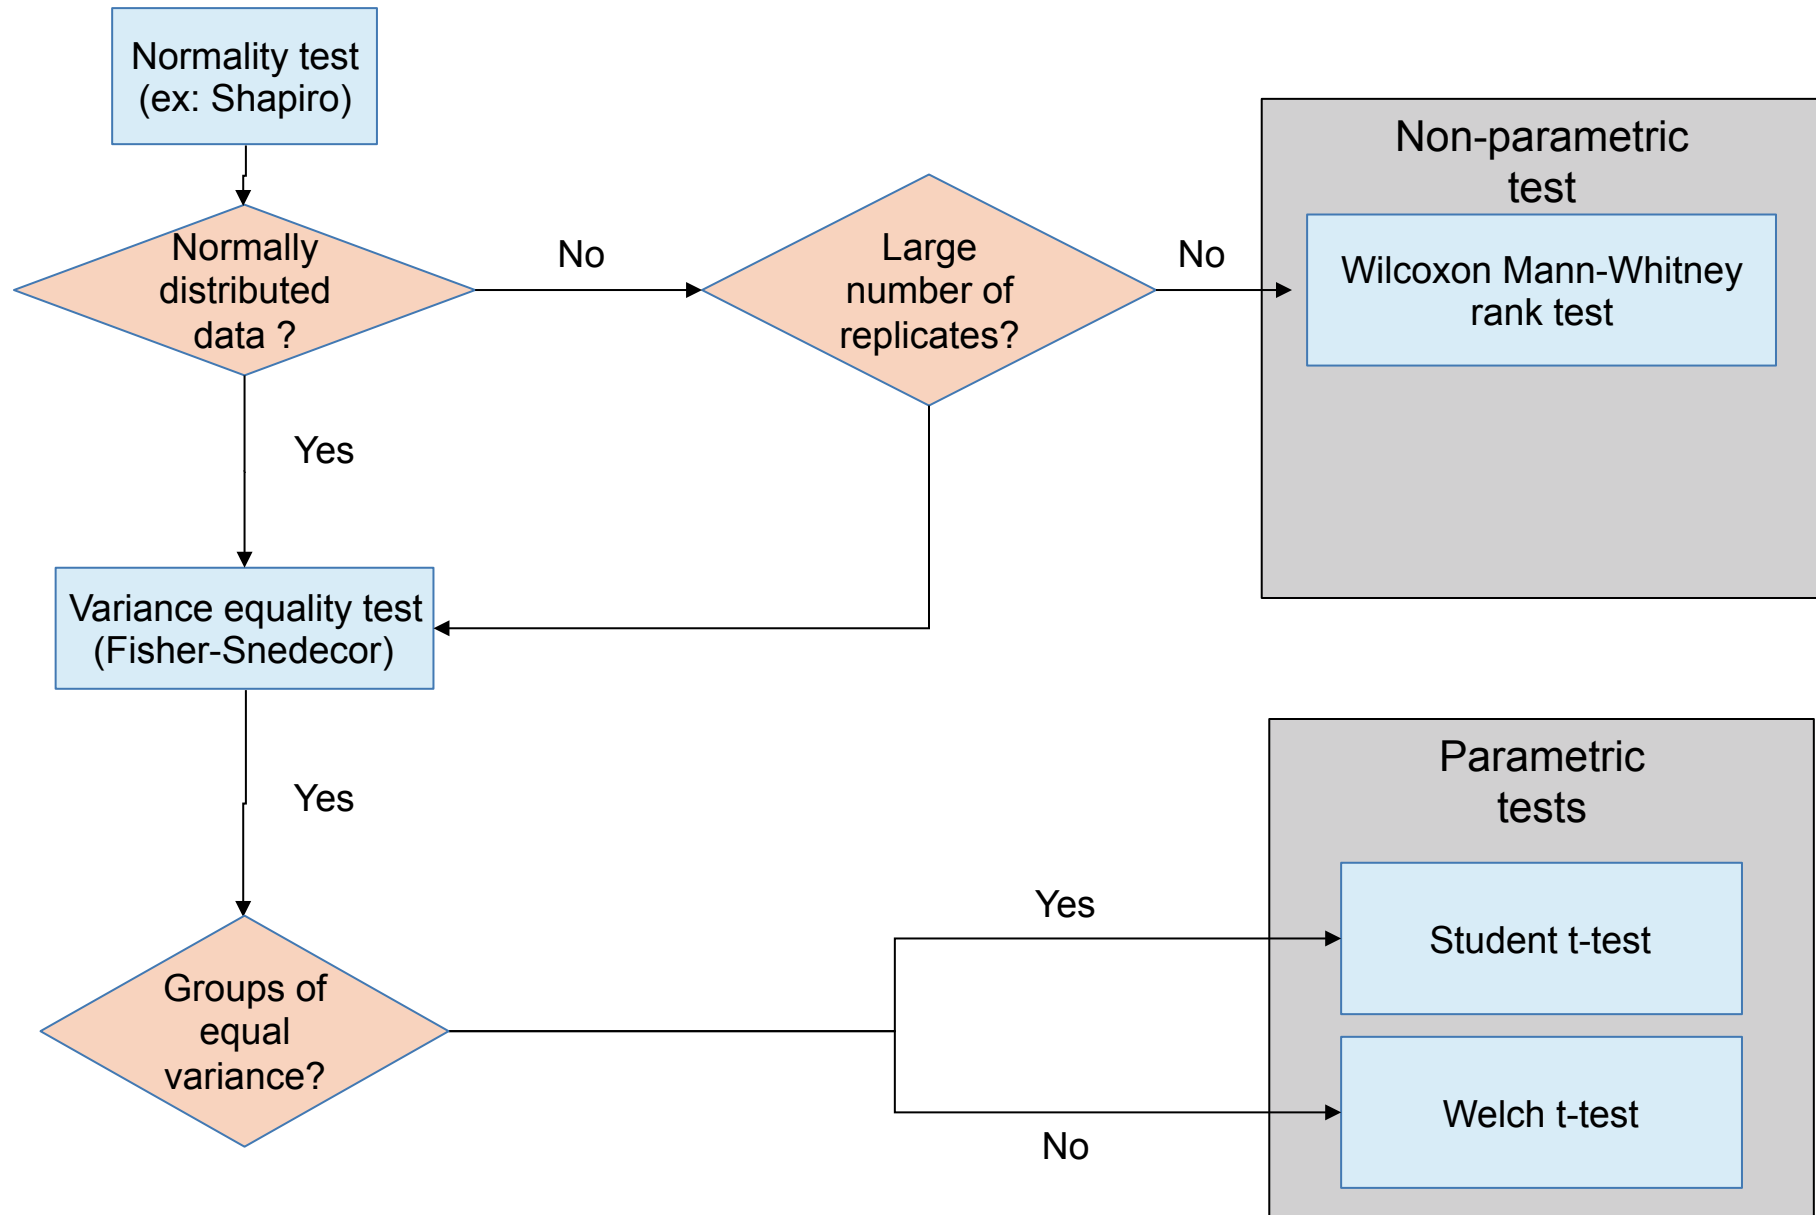 Normality test
(ex: Shapiro)
Non-parametric
test
Normally
distributed
data ?
No
Large
number of
replicates?
No
Wilcoxon Mann-Whitney
rank test
Yes
Variance equality test
(Fisher-Snedecor)
Yes
Parametric
tests
Groups of
equal
variance?
Yes
Student t-test
No
Welch t-test